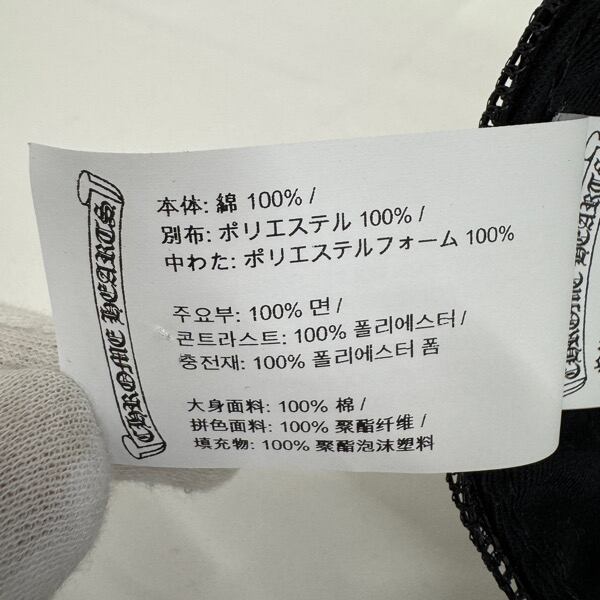 CHROME HEARTS
本体: 綿 100% /
別布: ポリエステル 100% /
中わた: ポリエステルフォーム 100%
주요부: 100% 면 /
콘트라스트: 100% 폴리에스터 /
충전재: 100% 폴리에스터 폼
大身面料: 100% 棉 /
拼色面料: 100% 聚酯纤维 /
填充物: 100% 聚酯泡沫塑料